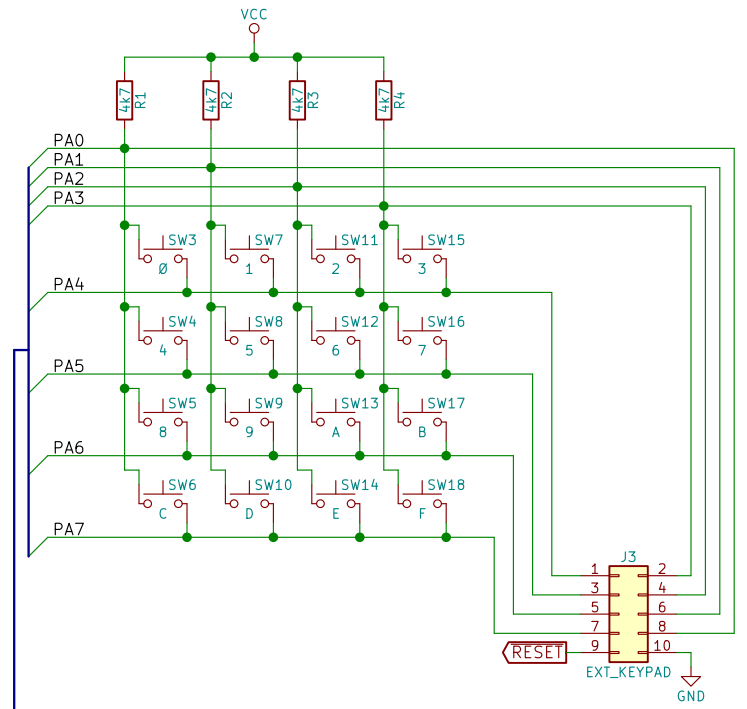 VCC
4k7 R1 4k7 R2 4k7 R3 4k7 R4
PA0
PA1
PA2
PA3
SW3 SW7 SW11 SW15
Ø 1 2 3
PA4
SW4 SW8 SW12 SW16
4 5 6 7
PA5
SW5 SW9 SW13 SW17
8 9 A B
PA6
SW6 SW10 SW14 SW18
C D E F
PA7
J3
1 2
3 4
5 6
7 8
RESET 9 10
EXT_KEYPAD
GND